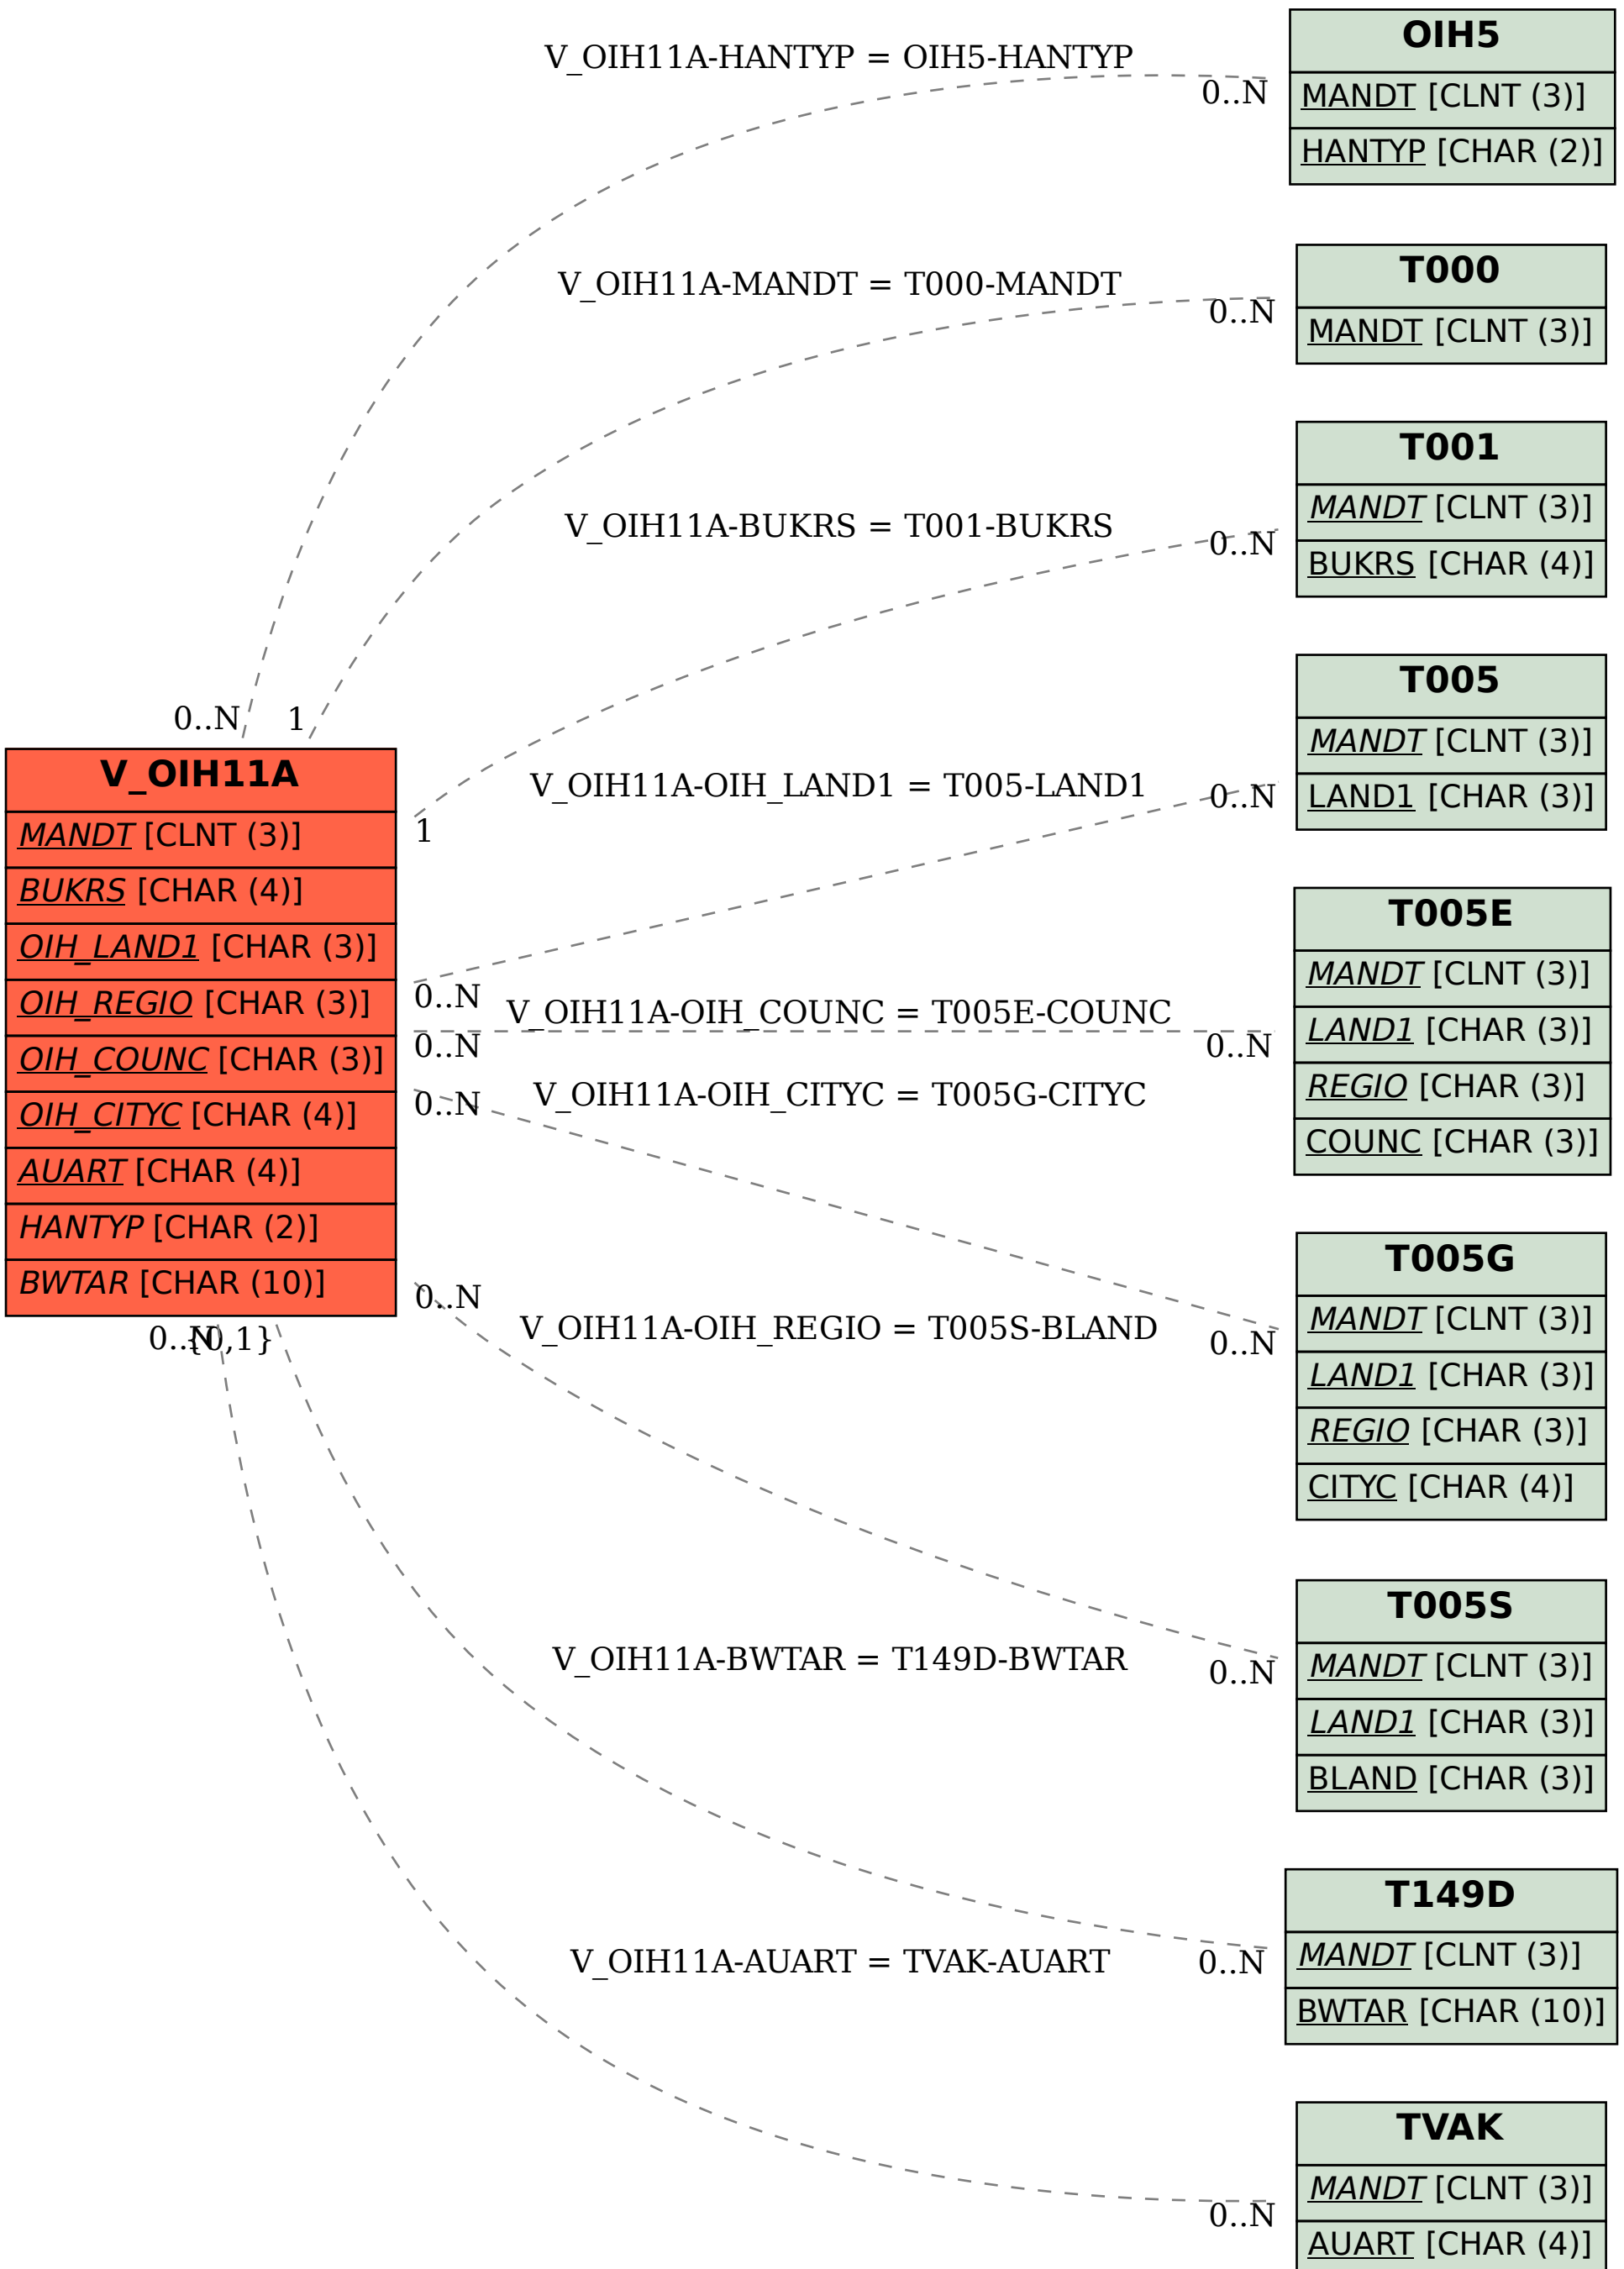 V_OIH11A-HANTYP = OIH5-HANTYP
0..N
OIH5
MANDT [CLNT (3)]
HANTYP [CHAR (2)]
V_OIH11A-MANDT = T000-MANDT
0..N
T000
MANDT [CLNT (3)]
V_OIH11A-BUKRS = T001-BUKRS
0..N
T001
MANDT [CLNT (3)]
BUKRS [CHAR (4)]
0..N
1
V_OIH11A
MANDT [CLNT (3)]
BUKRS [CHAR (4)]
OIH_LAND1 [CHAR (3)]
OIH_REGIO [CHAR (3)]
OIH_COUNC [CHAR (3)]
OIH_CITYC [CHAR (4)]
AUART [CHAR (4)]
HANTYP [CHAR (2)]
BWTAR [CHAR (10)]
1
V_OIH11A-OIH_LAND1 = T005-LAND1
0..N
0..N
T005
MANDT [CLNT (3)]
LAND1 [CHAR (3)]
V_OIH11A-OIH_COUNC = T005E-COUNC
0..N
0..N
T005E
MANDT [CLNT (3)]
LAND1 [CHAR (3)]
REGIO [CHAR (3)]
COUNC [CHAR (3)]
V_OIH11A-OIH_CITYC = T005G-CITYC
0..N
0..N
T005G
MANDT [CLNT (3)]
LAND1 [CHAR (3)]
REGIO [CHAR (3)]
CITYC [CHAR (4)]
0..N
V_OIH11A-OIH_REGIO = T005S-BLAND
0..N
T005S
MANDT [CLNT (3)]
LAND1 [CHAR (3)]
BLAND [CHAR (3)]
0..N
{0,1}
V_OIH11A-BWTAR = T149D-BWTAR
0..N
T149D
MANDT [CLNT (3)]
BWTAR [CHAR (10)]
V_OIH11A-AUART = TVAK-AUART
0..N
TVAK
MANDT [CLNT (3)]
AUART [CHAR (4)]